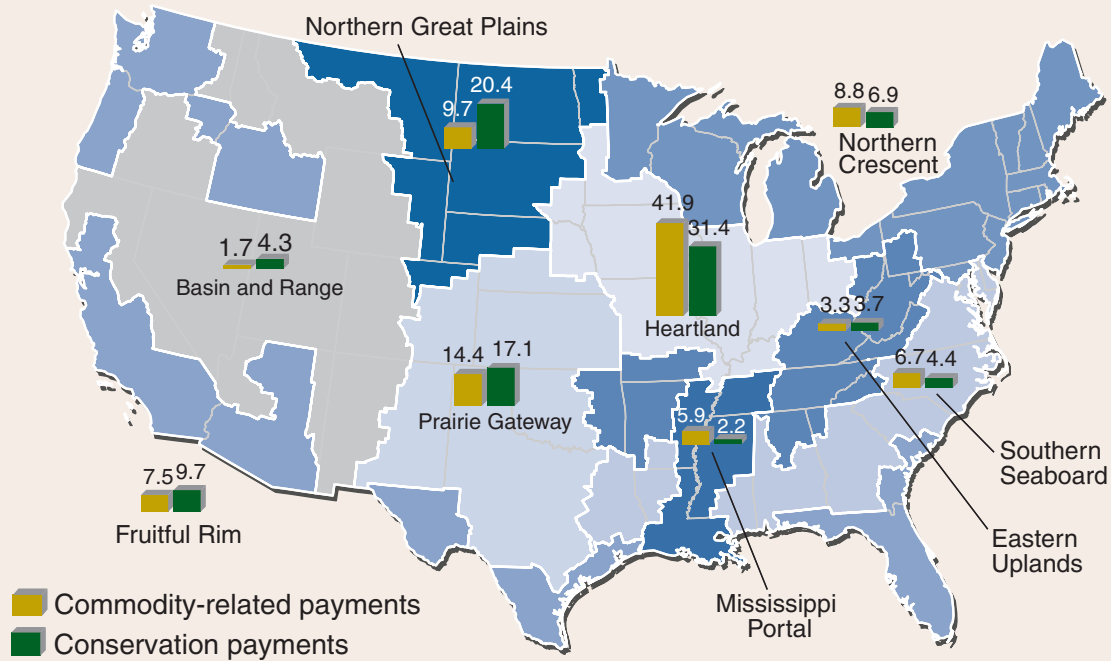 Northern Great Plains
9.7 20.4
8.8 6.9
Northern
Crescent
41.9 31.4
Heartland
1.7 4.3
Basin and Range
3.3 3.7
14.4 17.1
Prairie Gateway
6.7 4.4
5.9 2.2
Southern
Seaboard
7.5 9.7
Fruitful Rim
Eastern
Uplands
Mississippi
Portal
Commodity-related payments
Conservation payments